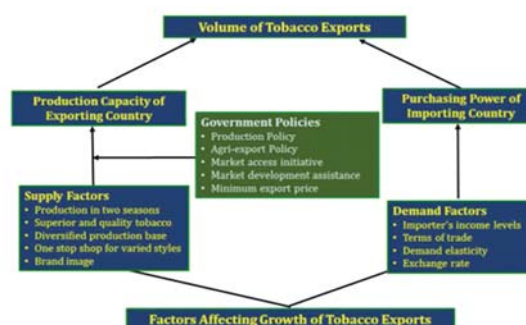 Volume of Tobacco Exports
Production Capacity of
Exporting Country
Government Policies
• Production Policy
• Agri-export Policy
• Market access initiative
• Market development assistance
• Minimum export price
Purchasing Power of
Importing Country
Supply Factors
• Production in two seasons
• Superior and quality tobacco
• Diversified production base
• One stop shop for varied styles
• Brand image
Demand Factors
• Importer's income levels
• Terms of trade
• Demand elasticity
• Exchange rate
Factors Affecting Growth of Tobacco Exports